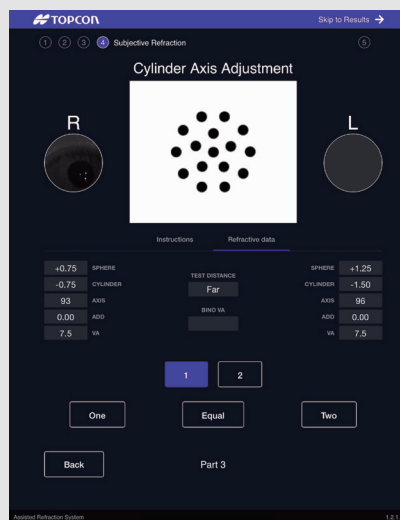 TOPCON
Skip to Results →
1 2 3 4 Subjective Refraction 5
Cylinder Axis Adjustment
R
L
Instructions Refractive data
+0.75 SPHERE
-0.75 CYLINDER
93 AXIS
0.00 ADD
7.5 VA
TEST DISTANCE
Far
BINO VA
SPHERE +1.25
CYLINDER -1.50
AXIS 96
ADD 0.00
VA 7.5
1 2
One Equal Two
Back Part 3
Assisted Refraction System 1.2.1